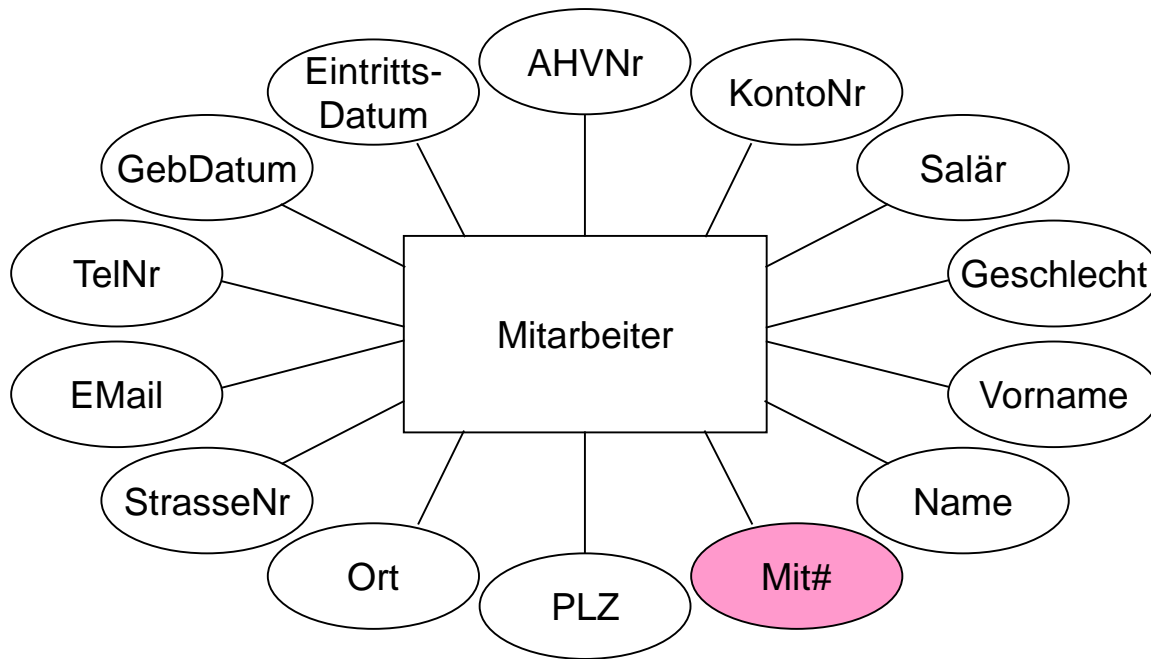 AHVNr
Eintritts-
Datum
KontoNr
GebDatum
Salär
TelNr
Geschlecht
Mitarbeiter
EMail
Vorname
StrasseNr
Name
Ort
Mit#
PLZ